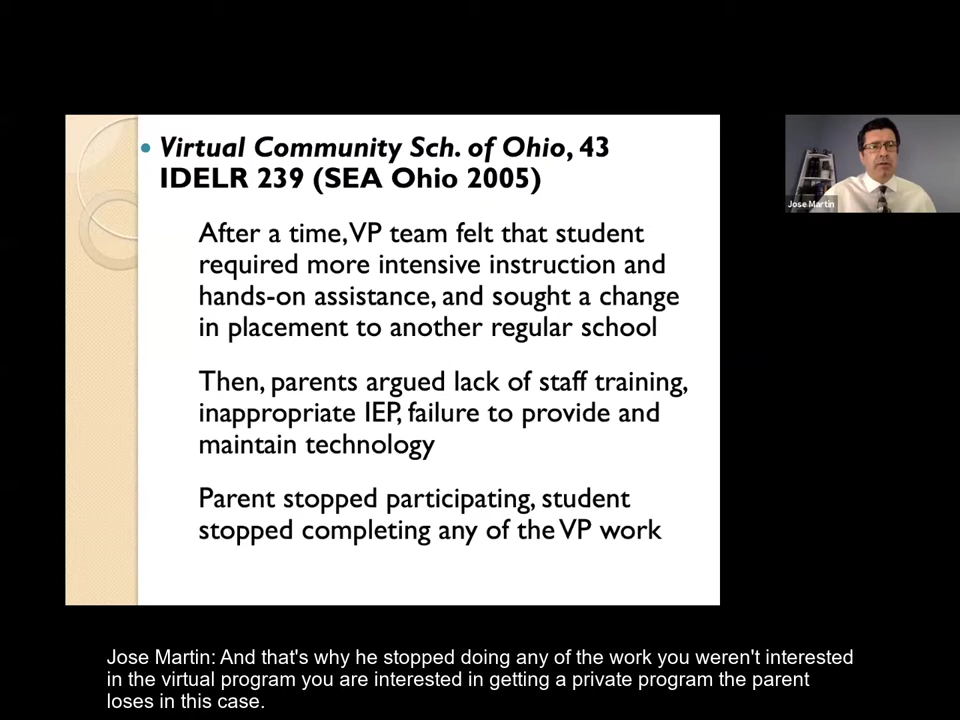 Virtual Community Sch. of Ohio, 43
IDELR 239 (SEA Ohio 2005)
After a time, VP team felt that student
required more intensive instruction and
hands-on assistance, and sought a change
in placement to another regular school
Then, parents argued lack of staff training,
inappropriate IEP, failure to provide and
maintain technology
Parent stopped participating, student
stopped completing any of the VP work
Jose Martin
Jose Martin: And that's why he stopped doing any of the work you weren't interested
in the virtual program you are interested in getting a private program the parent
loses in this case.